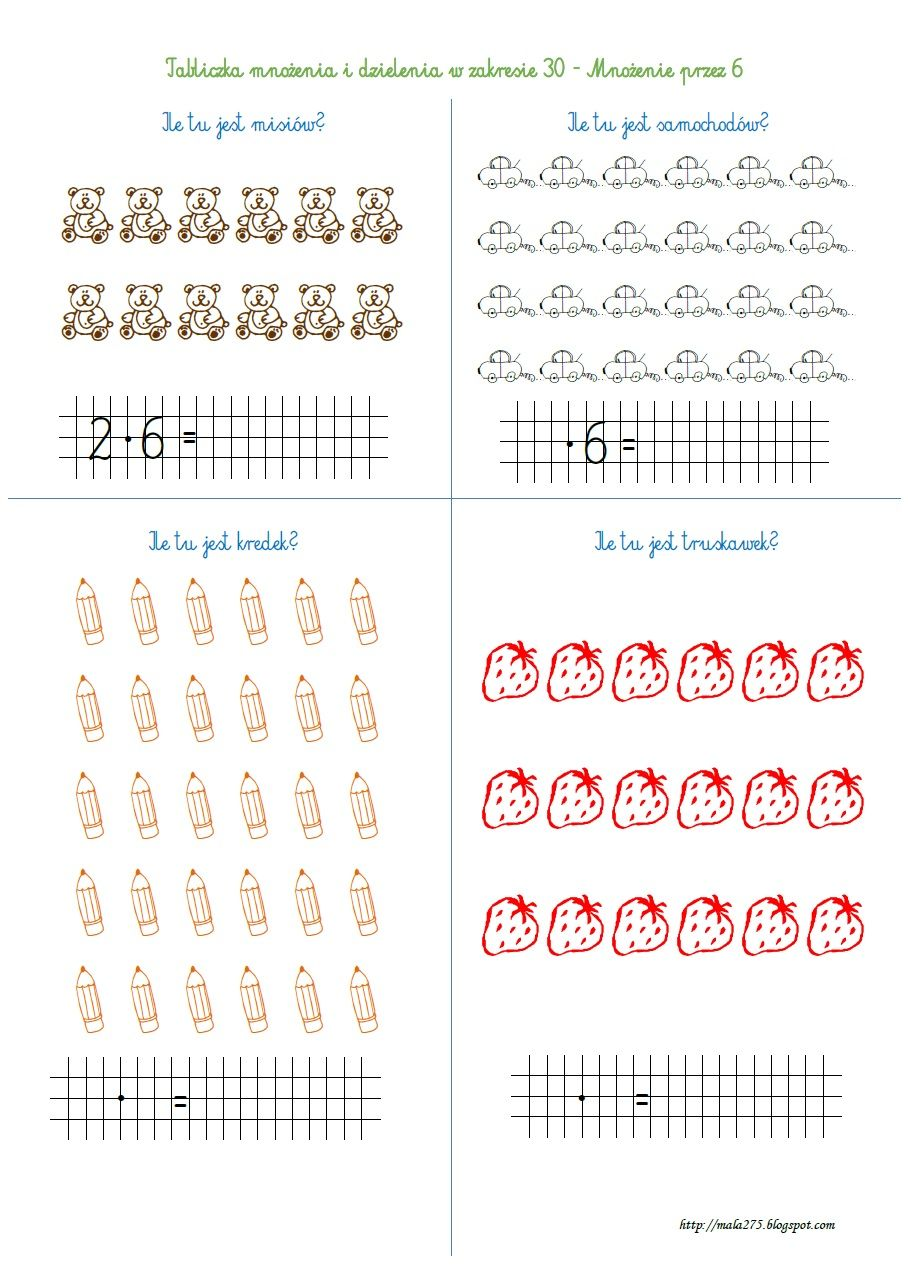 Tabliczka mnożenia i dzielenia w zakresie 30 - Mnożenie przez 6
Ile tu jest misiów?
2 · 6 =
Ile tu jest samochodów?
· 6 =
Ile tu jest kredek?
· =
Ile tu jest truskawek?
· =
http://mala275.blogspot.com